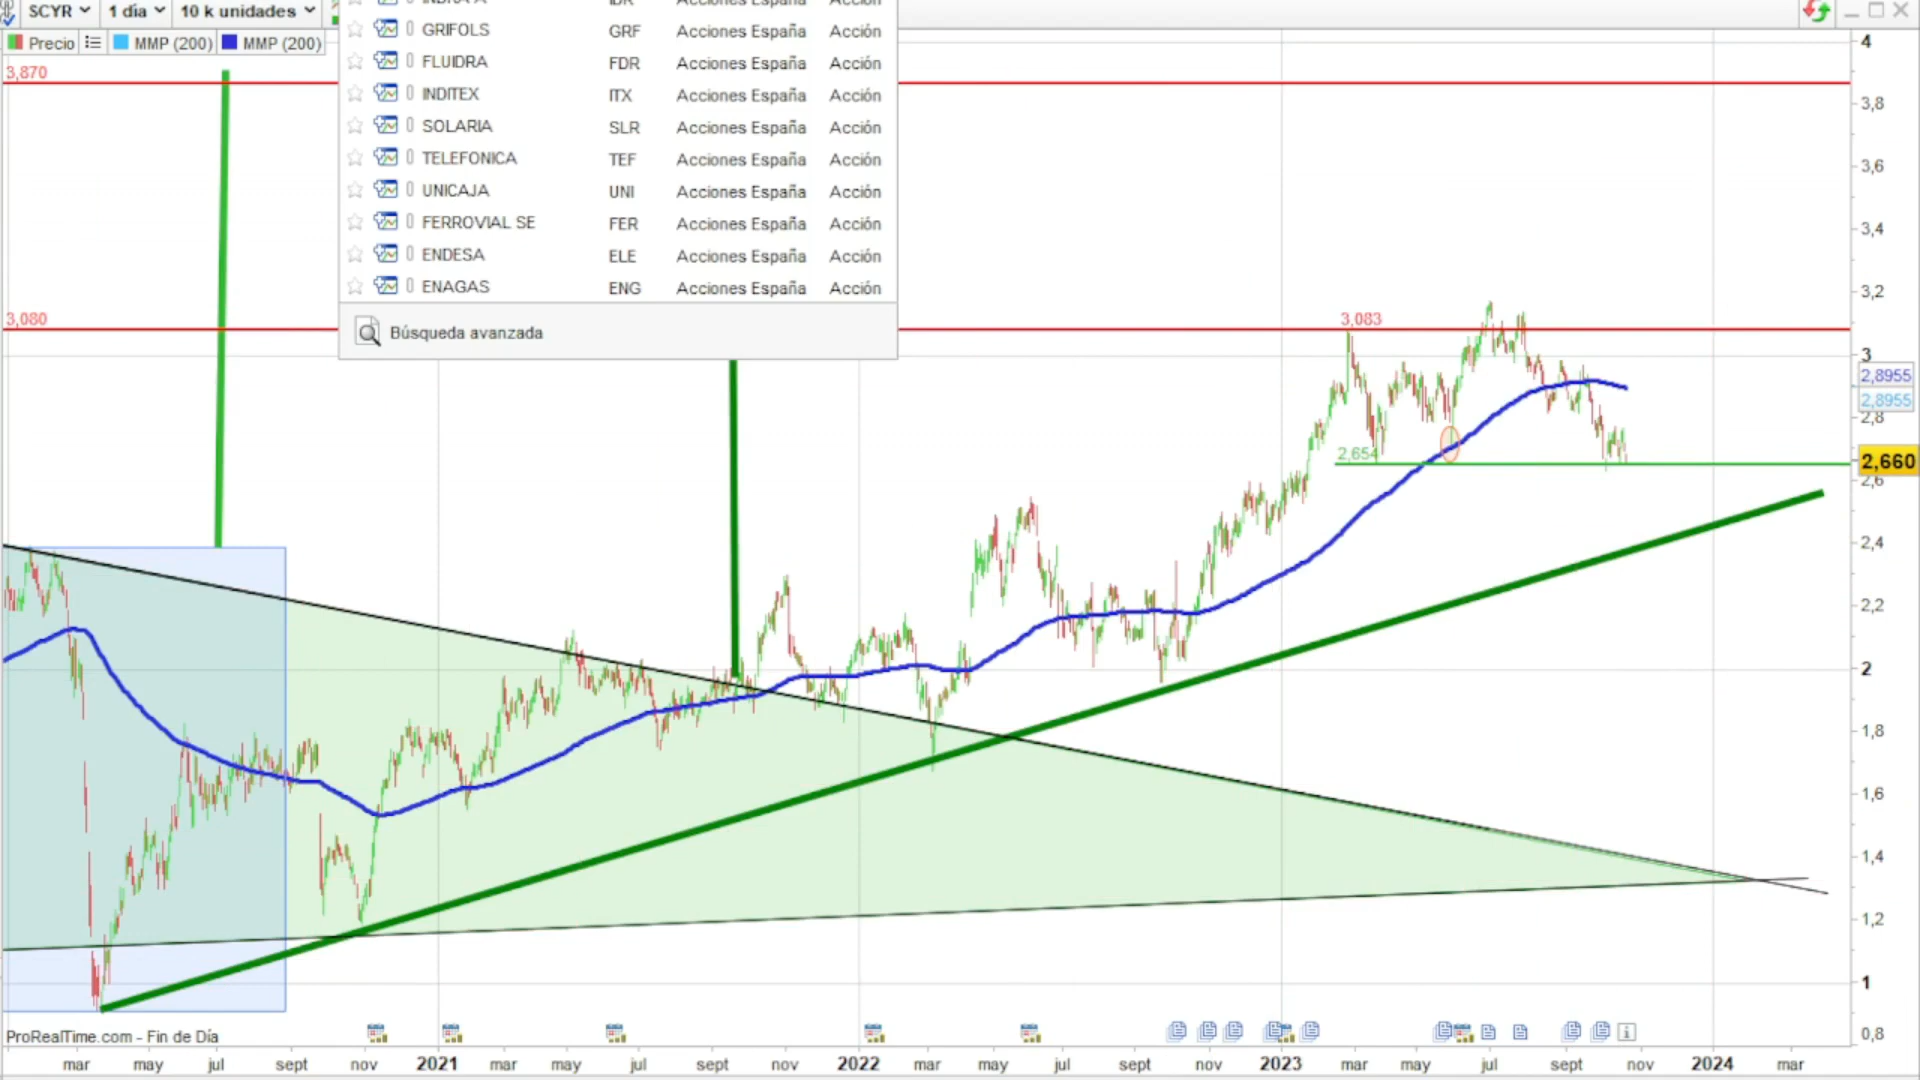 SCYR 1 día 10 k unidades
Precio MMP (200) MMP (200)
GRIFOLS GRF Acciones España Acción
FLUIDRA FDR Acciones España Acción
INDITEX ITX Acciones España Acción
SOLARIA SLR Acciones España Acción
TELEFONICA TEF Acciones España Acción
UNICAJA UNI Acciones España Acción
FERROVIAL SE FER Acciones España Acción
ENDESA ELE Acciones España Acción
ENAGAS ENG Acciones España Acción
Búsqueda avanzada
3,870
3,080
3,083
2,654
4
3,8
3,6
3,4
3,2
3
2,8955
2,8955
2,8
2,660
2,6
2,4
2,2
2
1,8
1,6
1,4
1,2
1
0,8
ProRealTime.com - Fin de Día
mar may jul sept nov 2021 mar may jul sept nov 2022 mar may jul sept nov 2023 mar may jul sept nov 2024 mar